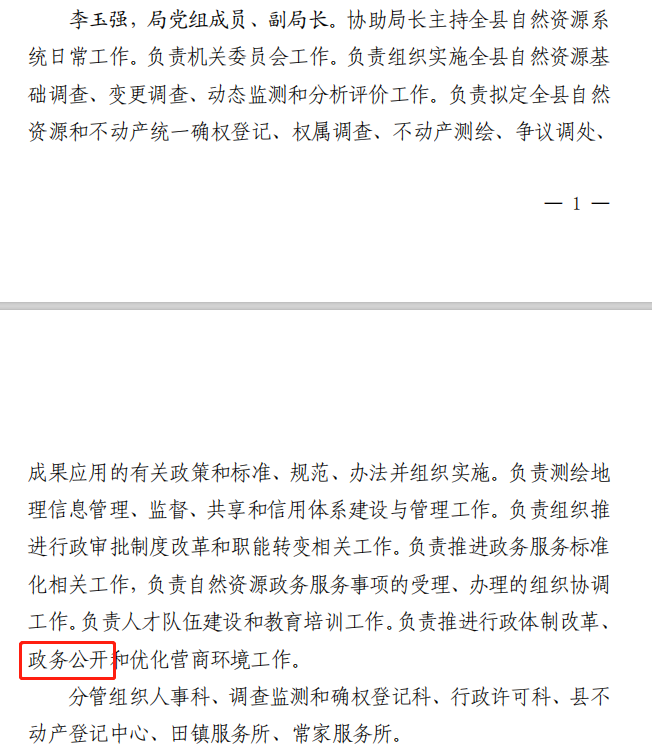 李玉强，局党组成员、副局长。协助局长主持全县自然资源系
统日常工作。负责机关委员会工作。负责组织实施全县自然资源基
础调查、变更调查、动态监测和分析评价工作。负责拟定全县自然
资源和不动产统一确权登记、权属调查、不动产测绘、争议调处、
— 1 —
成果应用的有关政策和标准、规范、办法并组织实施。负责测绘地
理信息管理、监督、共享和信用体系建设与管理工作。负责组织推
进行政审批制度改革和职能转变相关工作。负责推进政务服务标准
化相关工作，负责自然资源政务服务事项的受理、办理的组织协调
工作。负责人才队伍建设和教育培训工作。负责推进行政体制改革、
政务公开和优化营商环境工作。
分管组织人事科、调查监测和确权登记科、行政许可科、县不
动产登记中心、田镇服务所、常家服务所。